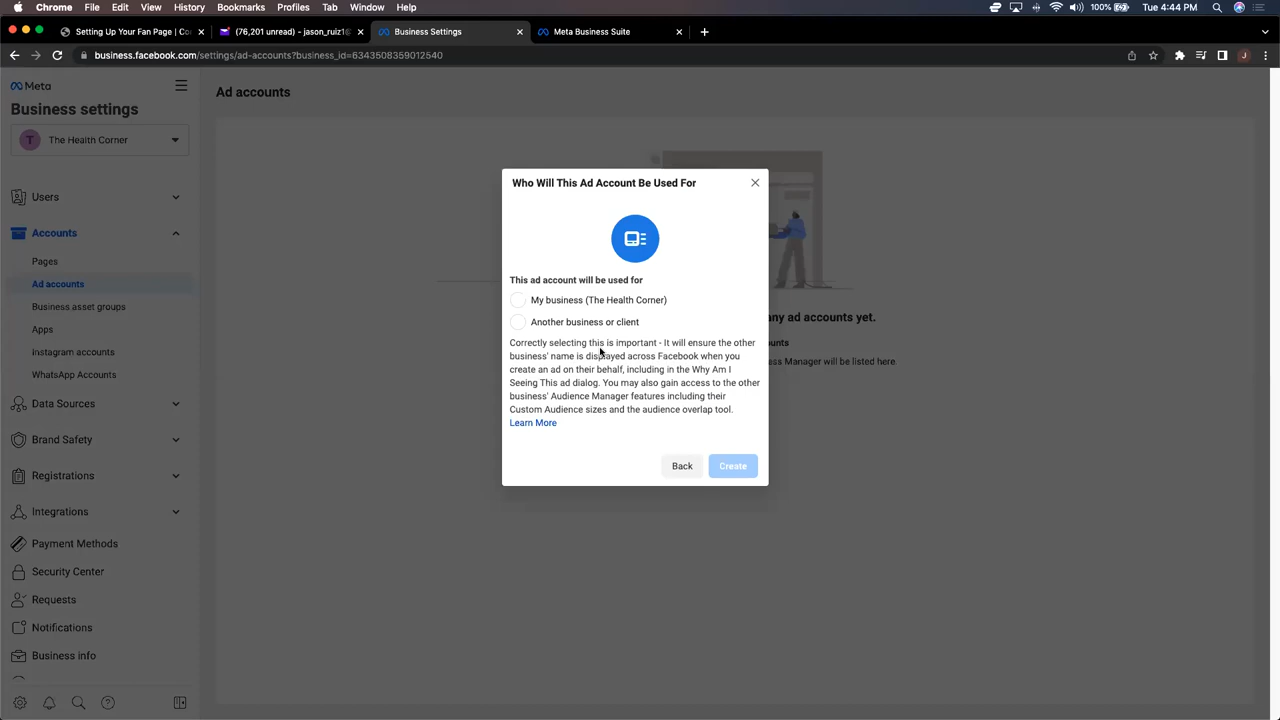 Chrome File Edit View History Bookmarks Profiles Tab Window Help
100%
Tue 4:44 PM
Setting Up Your Fan Page | Co
(76,201 unread) - jason_ruiz1@
Business Settings
Meta Business Suite
business.facebook.com/settings/ad-accounts?business_id=6343508359012540
J
Meta
Business settings
T
The Health Corner
Users
Accounts
Pages
Ad accounts
Business asset groups
Apps
Instagram accounts
WhatsApp Accounts
Data Sources
Brand Safety
Registrations
Integrations
Payment Methods
Security Center
Requests
Notifications
Business info
Ad accounts
any ad accounts yet.
ounts
ess Manager will be listed here.
Who Will This Ad Account Be Used For
This ad account will be used for
My business (The Health Corner)
Another business or client
Correctly selecting this is important - It will ensure the other
business' name is displayed across Facebook when you
create an ad on their behalf, including in the Why Am I
Seeing This ad dialog. You may also gain access to the other
business' Audience Manager features including their
Custom Audience sizes and the audience overlap tool.
Learn More
Back
Create